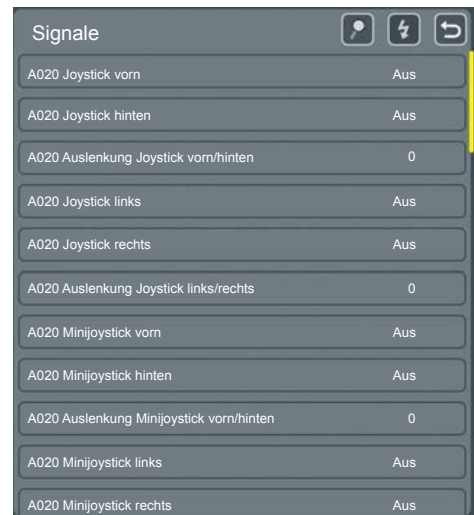 Signale
A020 Joystick vorn Aus
A020 Joystick hinten Aus
A020 Auslenkung Joystick vorn/hinten 0
A020 Joystick links Aus
A020 Joystick rechts Aus
A020 Auslenkung Joystick links/rechts 0
A020 Minijoystick vorn Aus
A020 Minijoystick hinten Aus
A020 Auslenkung Minijoystick vorn/hinten 0
A020 Minijoystick links Aus
A020 Minijoystick rechts Aus